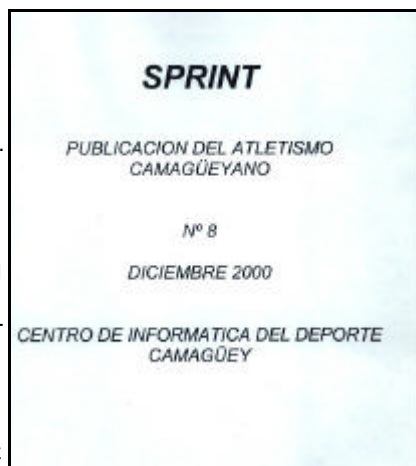 SPRINT
PUBLICACION DEL ATLETISMO
CAMAGÜEYANO
Nº 8
DICIEMBRE 2000
CENTRO DE INFORMATICA DEL DEPORTE
CAMAGÜEY